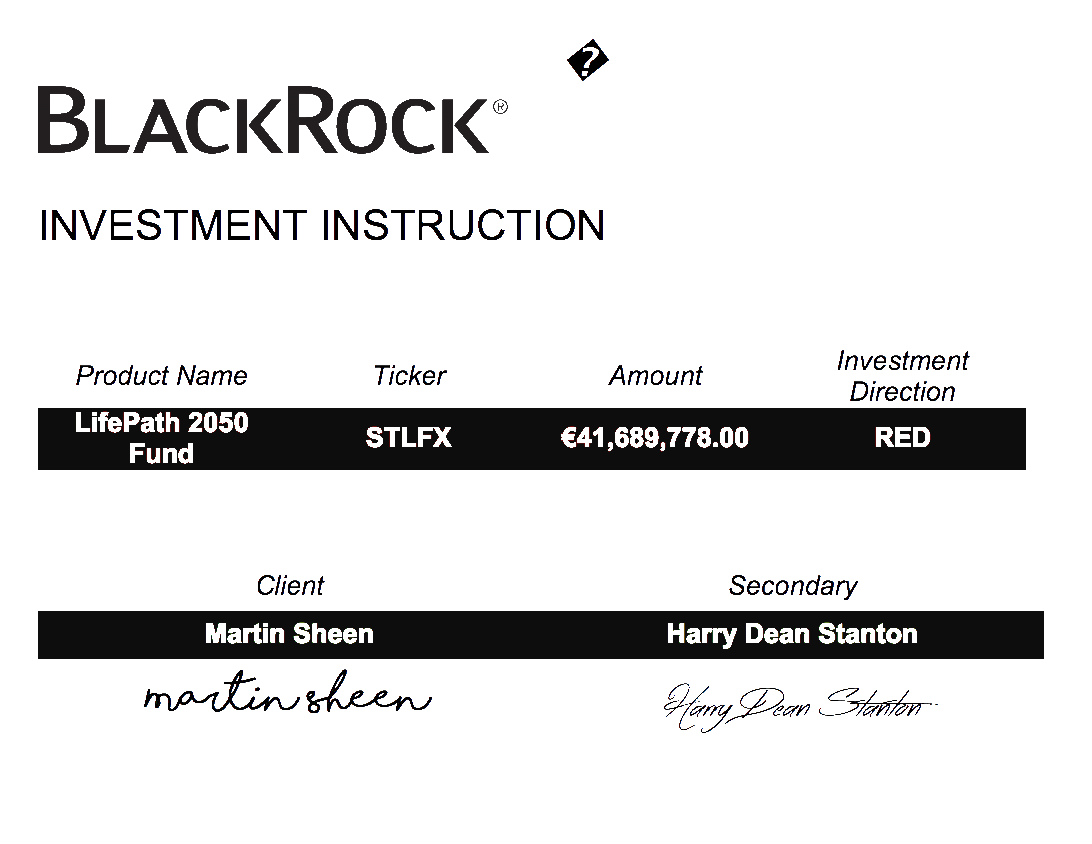 �
BLACKROCK®
INVESTMENT INSTRUCTION
Product Name Ticker Amount Investment Direction
LifePath 2050 Fund STLFX €41,689,778.00 RED
Client Secondary
Martin Sheen Harry Dean Stanton
martin sheen Harry Dean Stanton